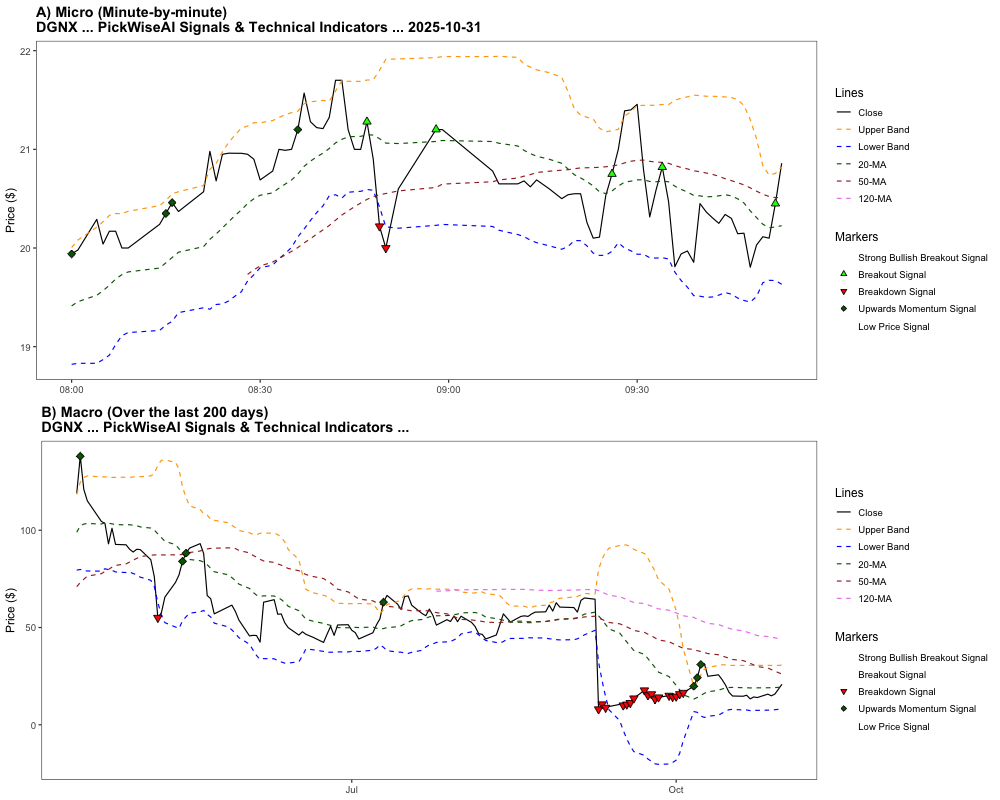 A) Micro (Minute-by-minute)
DGNX ... PickWiseAI Signals & Technical Indicators ... 2025-10-31
22
21
20
19
Price ($)
08:00
08:30
09:00
09:30
Lines
Close
Upper Band
Lower Band
20-MA
50-MA
120-MA
Markers
Strong Bullish Breakout Signal
Breakout Signal
Breakdown Signal
Upwards Momentum Signal
Low Price Signal
B) Macro (Over the last 200 days)
DGNX ... PickWiseAI Signals & Technical Indicators ...
100
50
0
Price ($)
Jul
Oct
Lines
Close
Upper Band
Lower Band
20-MA
50-MA
120-MA
Markers
Strong Bullish Breakout Signal
Breakout Signal
Breakdown Signal
Upwards Momentum Signal
Low Price Signal